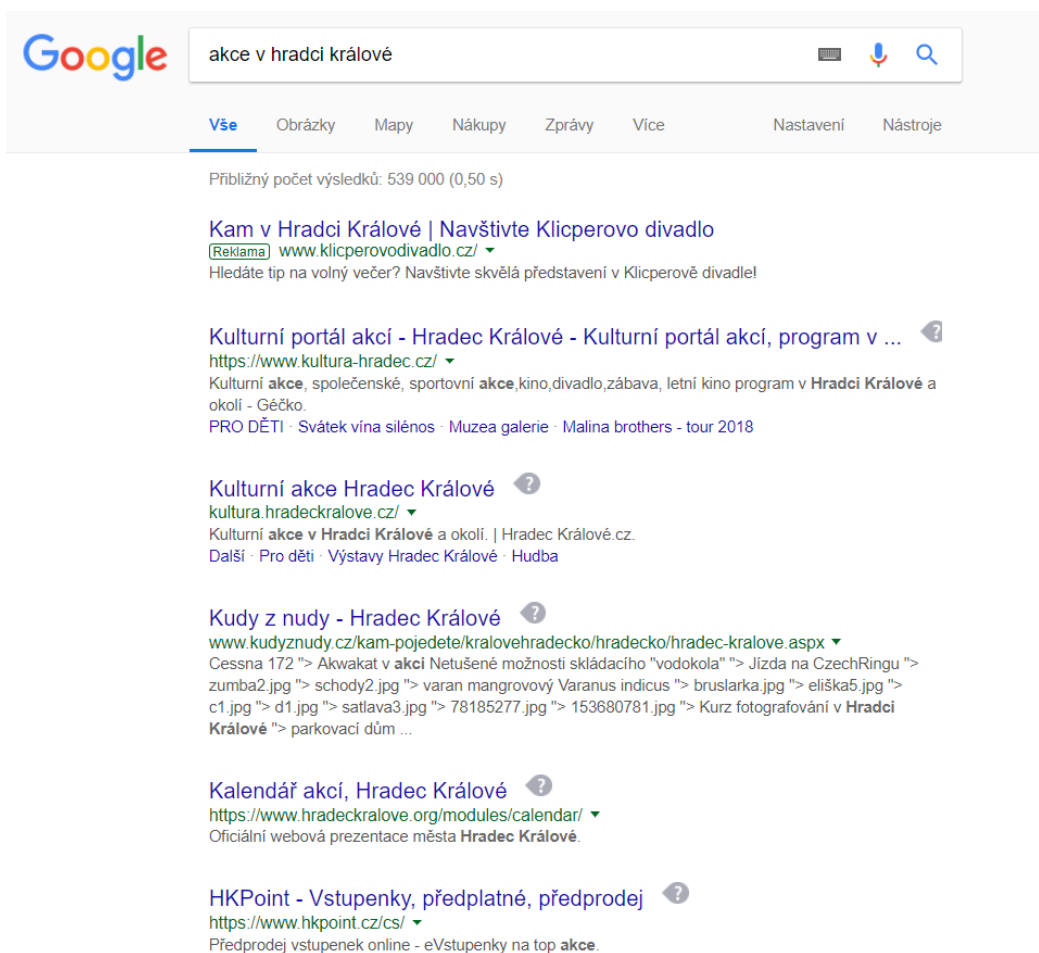 Google
akce v hradci králové
Vše Obrázky Mapy Nákupy Zprávy Více Nastavení Nástroje
Přibližný počet výsledků: 539 000 (0,50 s)
Kam v Hradci Králové | Navštivte Klicperovo divadlo
Reklama www.klicperovodivadlo.cz/
Hledáte tip na volný večer? Navštivte skvělá představení v Klicperově divadle!
Kulturní portál akcí - Hradec Králové - Kulturní portál akcí, program v ... ?
https://www.kultura-hradec.cz/
Kulturní akce, společenské, sportovní akce,kino,divadlo,zábava, letní kino program v Hradci Králové a
okolí - Géčko.
PRO DĚTI · Svátek vína silénos · Muzea galerie · Malina brothers - tour 2018
Kulturní akce Hradec Králové ?
kultura.hradeckralove.cz/
Kulturní akce v Hradci Králové a okolí. | Hradec Králové.cz.
Další · Pro děti · Výstavy Hradec Králové · Hudba
Kudy z nudy - Hradec Králové ?
www.kudyznudy.cz/kam-pojedete/kralovehradecko/hradecko/hradec-kralove.aspx
Cessna 172 "> Akwakat v akci Netušené možnosti skládacího "vodokola" "> Jízda na CzechRingu ">
zumba2.jpg "> schody2.jpg "> varan mangrovový Varanus indicus "> bruslarka.jpg "> eliška5.jpg ">
c1.jpg "> d1.jpg "> satlava3.jpg "> 78185277.jpg "> 153680781.jpg "> Kurz fotografování v Hradci
Králové "> parkovací dům ...
Kalendář akcí, Hradec Králové ?
https://www.hradeckralove.org/modules/calendar/
Oficiální webová prezentace města Hradec Králové.
HKPoint - Vstupenky, předplatné, předprodej ?
https://www.hkpoint.cz/cs/
Předprodej vstupenek online - eVstupenky na top akce.